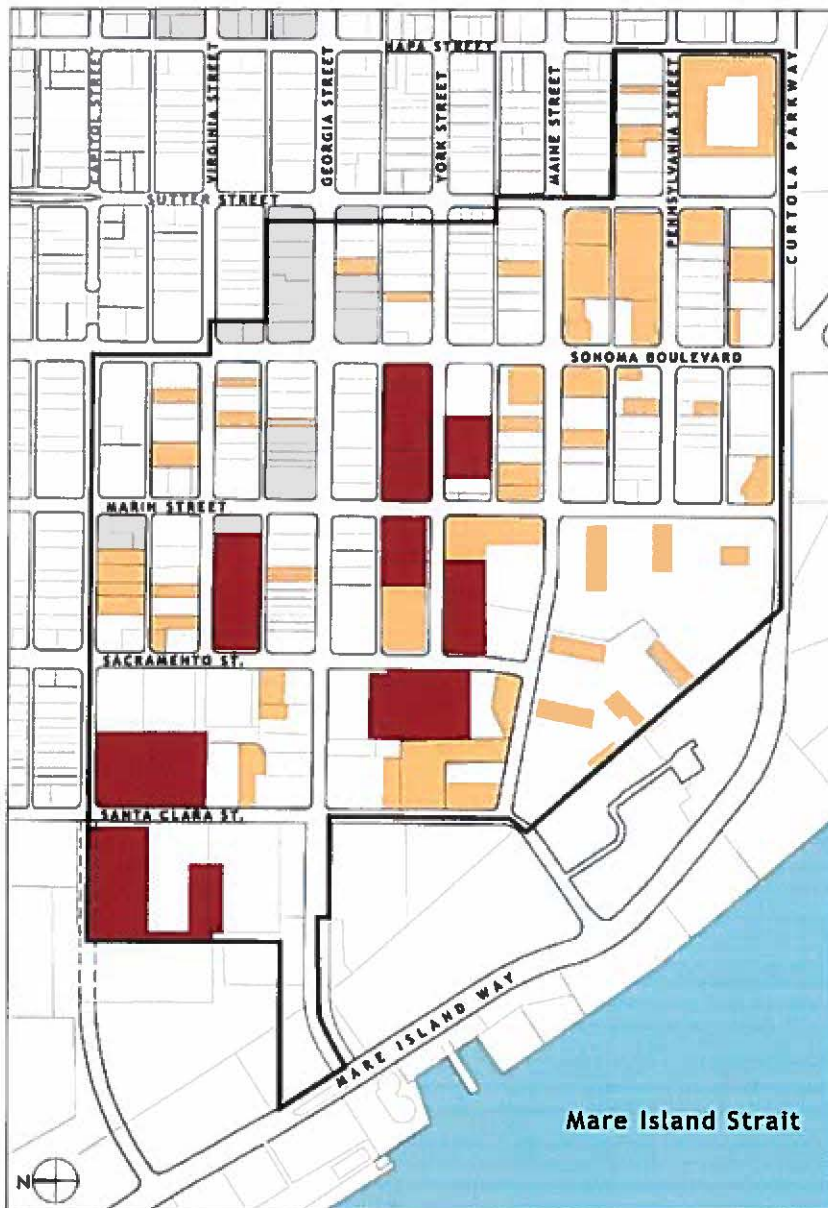 NAPA STREET
CAPITOL STREET
VIRGINIA STREET
GEORGIA STREET
YORK STREET
MAINE STREET
PENNSYLVANIA STREET
CURTOLA PARKWAY
SUTTER STREET
SONOMA BOULEVARD
MARIN STREET
SACRAMENTO ST.
SANTA CLARA ST.
MARE ISLAND WAY
Mare Island Strait
N